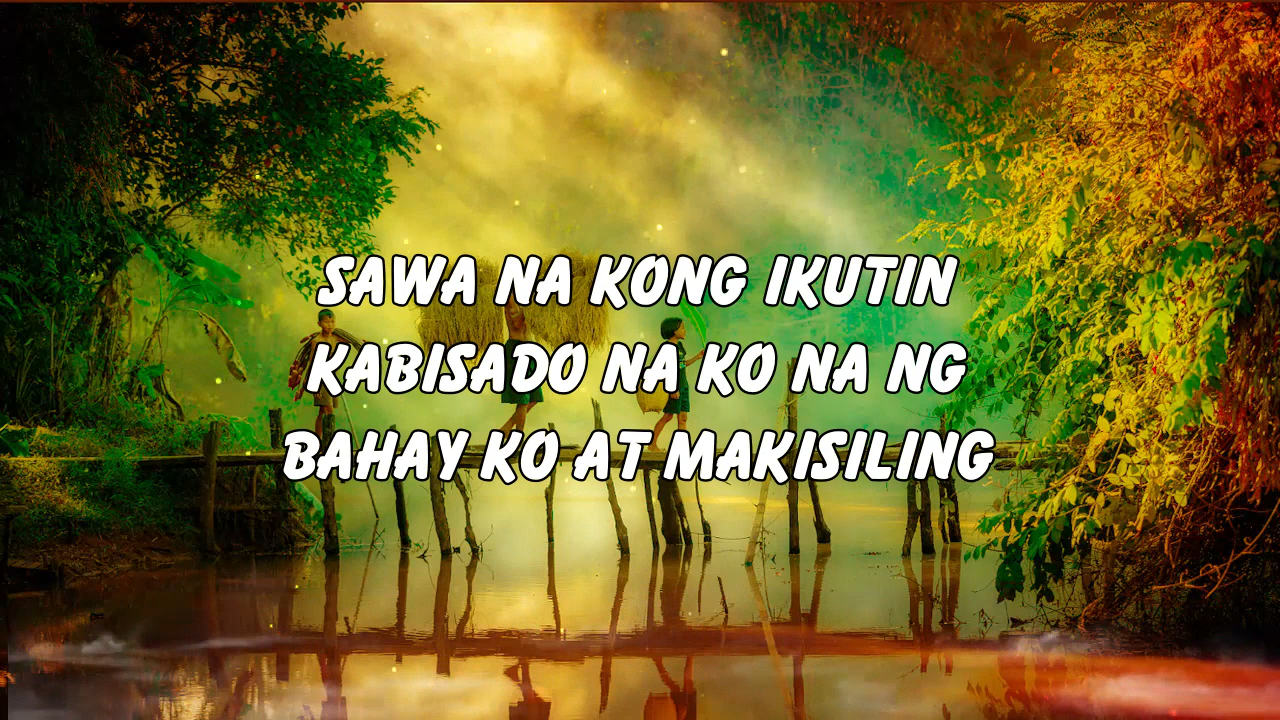 SAWA NA KONG IKUTIN
KABISADO NA KO NA NG
BAHAY KO AT MAKISILING